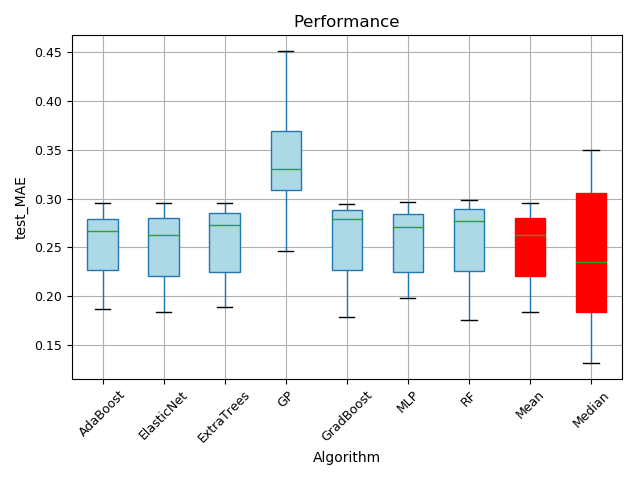 Performance
0.45
0.40
0.35
0.30
0.25
0.20
0.15
test_MAE
AdaBoost
ElasticNet
ExtraTrees
GP
GradBoost
MLP
RF
Mean
Median
Algorithm